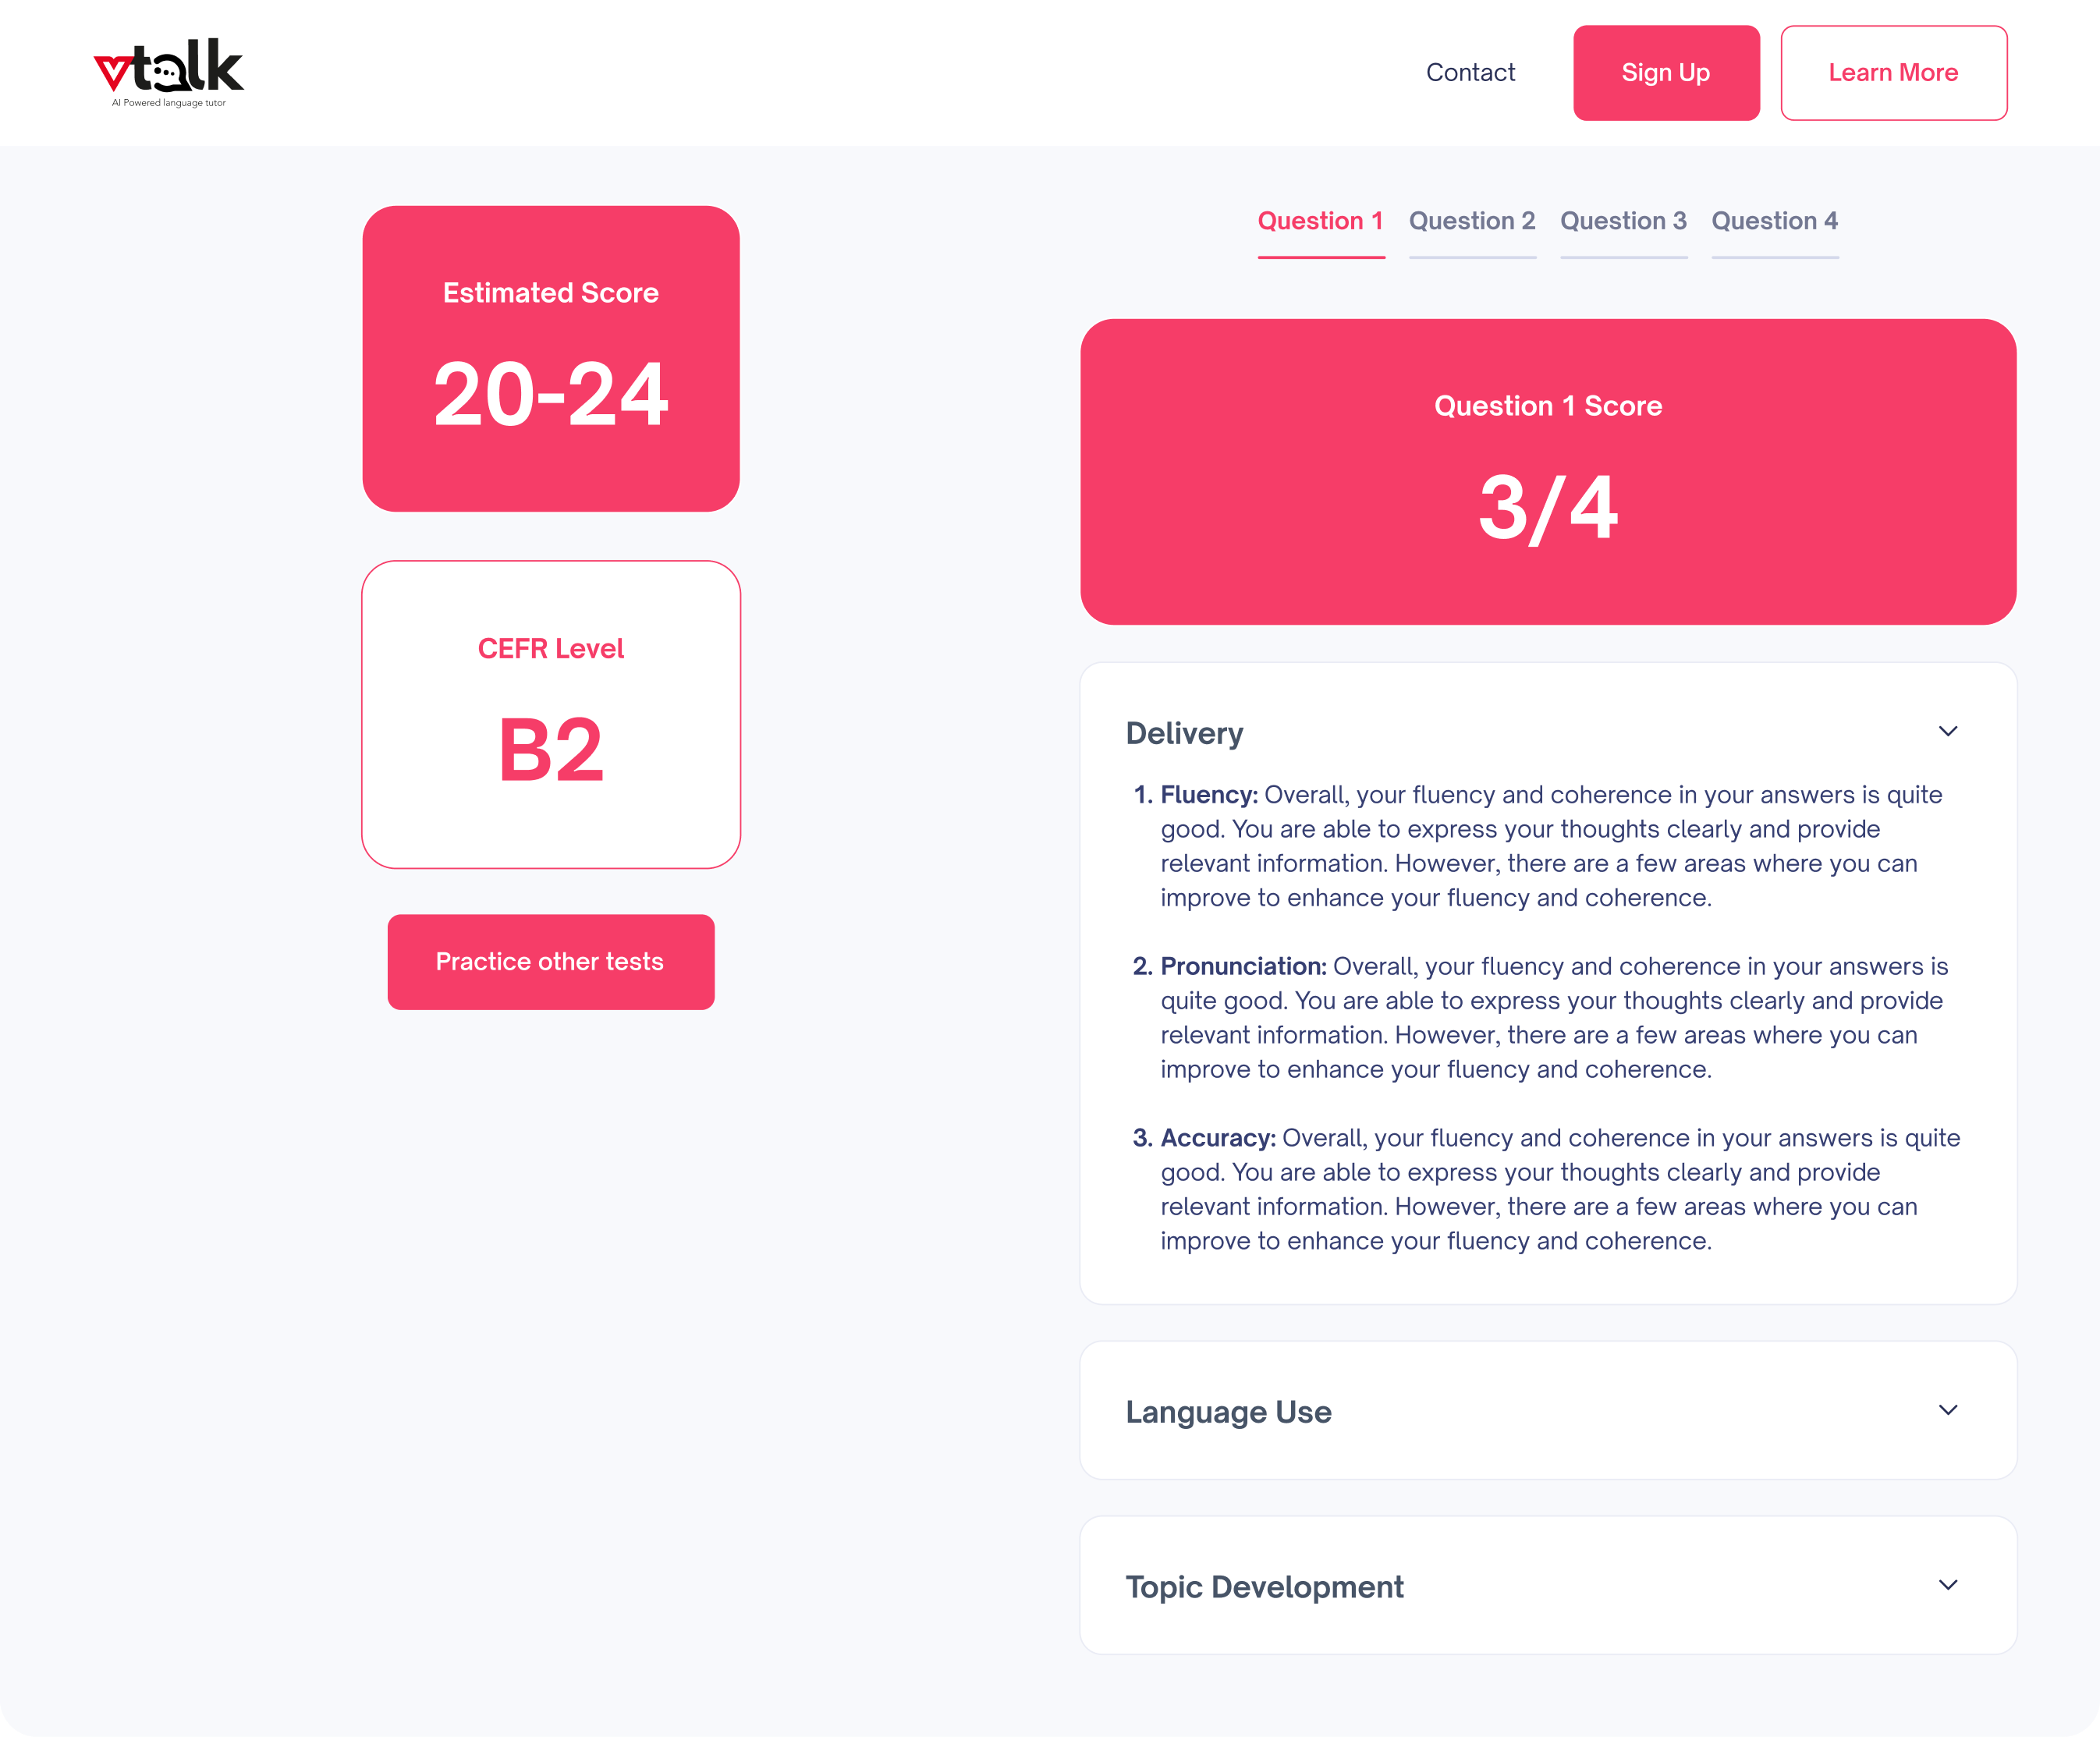 vtalk
AI Powered language tutor
Contact
Sign Up
Learn More
Estimated Score
20-24
CEFR Level
B2
Practice other tests
Question 1
Question 2
Question 3
Question 4
Question 1 Score
3/4
Delivery
1. Fluency: Overall, your fluency and coherence in your answers is quite
good. You are able to express your thoughts clearly and provide
relevant information. However, there are a few areas where you can
improve to enhance your fluency and coherence.
2. Pronunciation: Overall, your fluency and coherence in your answers is
quite good. You are able to express your thoughts clearly and provide
relevant information. However, there are a few areas where you can
improve to enhance your fluency and coherence.
3. Accuracy: Overall, your fluency and coherence in your answers is quite
good. You are able to express your thoughts clearly and provide
relevant information. However, there are a few areas where you can
improve to enhance your fluency and coherence.
Language Use
Topic Development